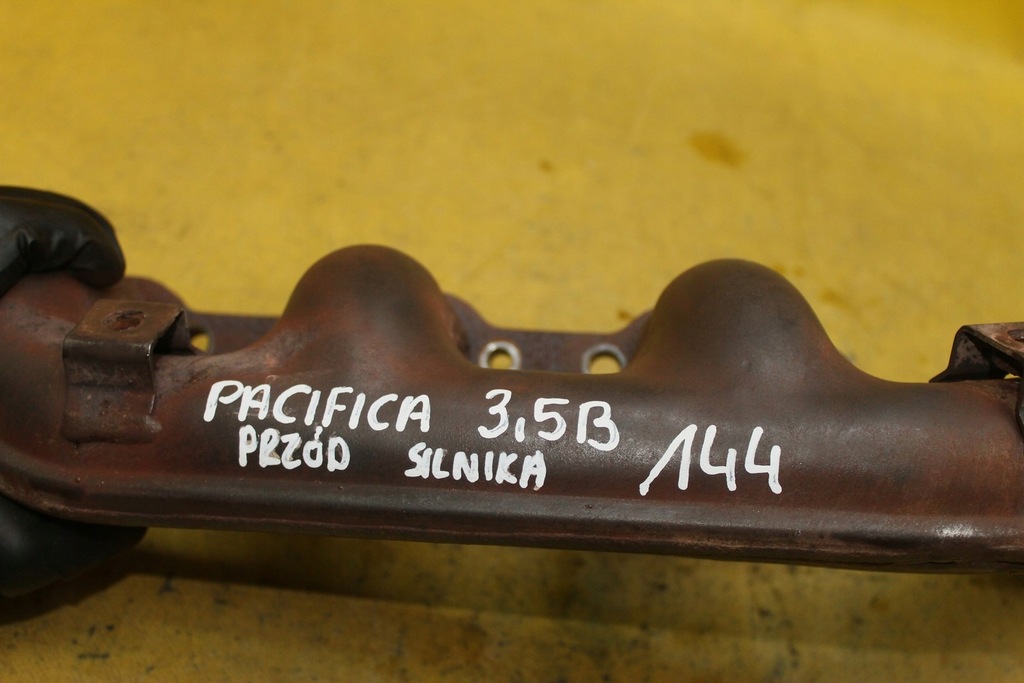 PACIFICA 3,5B
PRZÓD SILNIKA 144